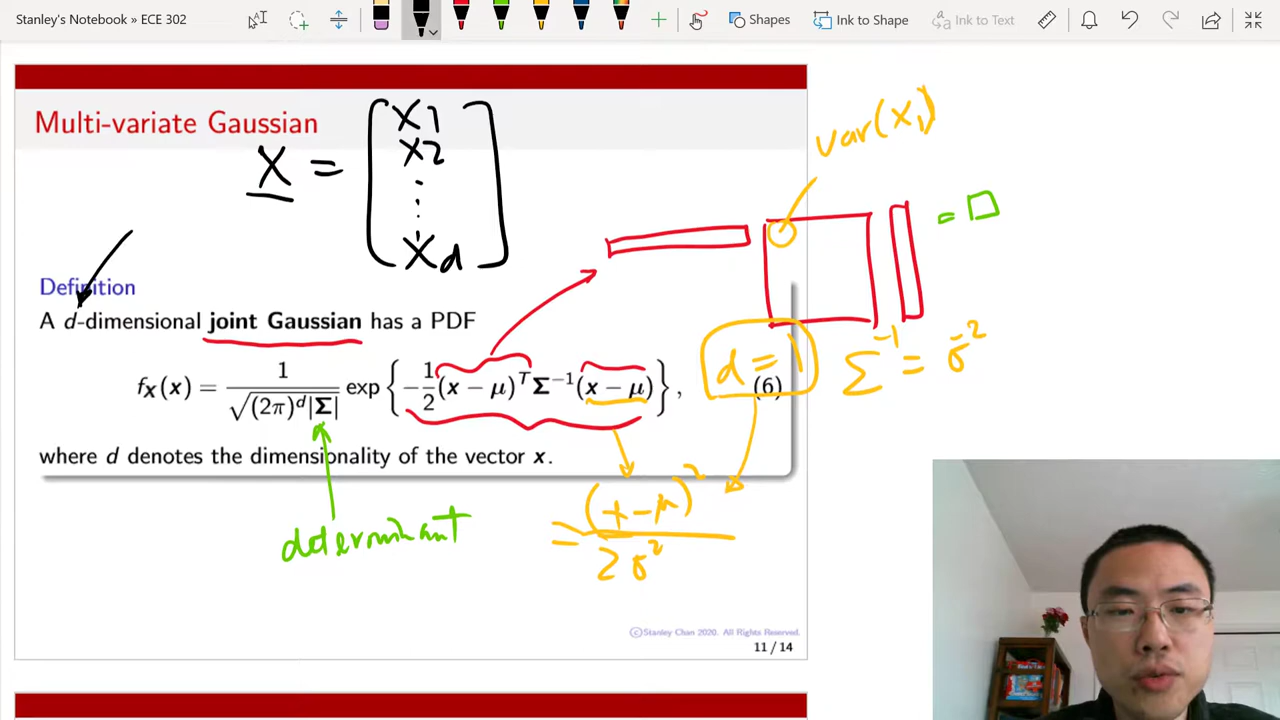 Stanley's Notebook » ECE 302
Shapes
Ink to Shape
Ink to Text
Multi-variate Gaussian
X = [X1 X2 ⋮ Xd]
var(X1)
= □
Definition
A d-dimensional joint Gaussian has a PDF
fX(x) = 1/√((2π)^d|Σ|) exp{−1/2(x − μ)^T Σ^−1(x − μ)}, (6)
d = 1
Σ^-1 = σ^-2
where d denotes the dimensionality of the vector x.
determinant
= (x-μ)^2 / 2σ^2
©Stanley Chan 2020. All Rights Reserved.
11 / 14